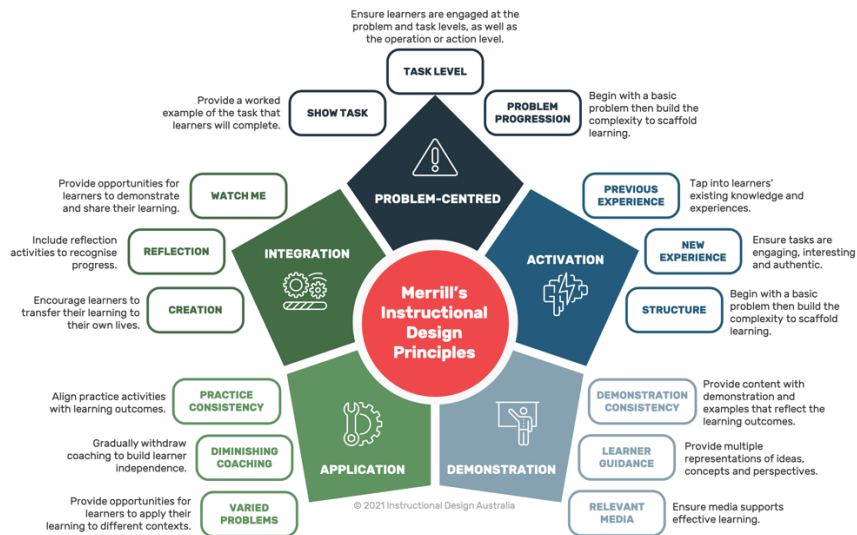 Ensure learners are engaged at the
problem and task levels, as well as
the operation or action level.
TASK LEVEL
Provide a worked
example of the task that
learners will complete.
SHOW TASK
PROBLEM
PROGRESSION
Begin with a basic
problem then build the
complexity to scaffold
learning.
PROBLEM-CENTRED
Provide opportunities for
learners to demonstrate
and share their learning.
WATCH ME
Include reflection
activities to recognise
progress.
REFLECTION
Encourage learners to
transfer their learning to
their own lives.
CREATION
INTEGRATION
PREVIOUS
EXPERIENCE
Tap into learners'
existing knowledge and
experiences.
NEW
EXPERIENCE
Ensure tasks are
engaging, interesting
and authentic.
STRUCTURE
Begin with a basic
problem then build the
complexity to scaffold
learning.
ACTIVATION
Merrill's
Instructional
Design
Principles
Align practice activities
with learning outcomes.
PRACTICE
CONSISTENCY
Gradually withdraw
coaching to build learner
independence.
DIMINISHING
COACHING
Provide opportunities for
learners to apply their
learning to different contexts.
VARIED
PROBLEMS
APPLICATION
DEMONSTRATION
DEMONSTRATION
CONSISTENCY
Provide content with
demonstration and
examples that reflect the
learning outcomes.
LEARNER
GUIDANCE
Provide multiple
representations of ideas,
concepts and perspectives.
RELEVANT
MEDIA
Ensure media supports
effective learning.
© 2021 Instructional Design Australia